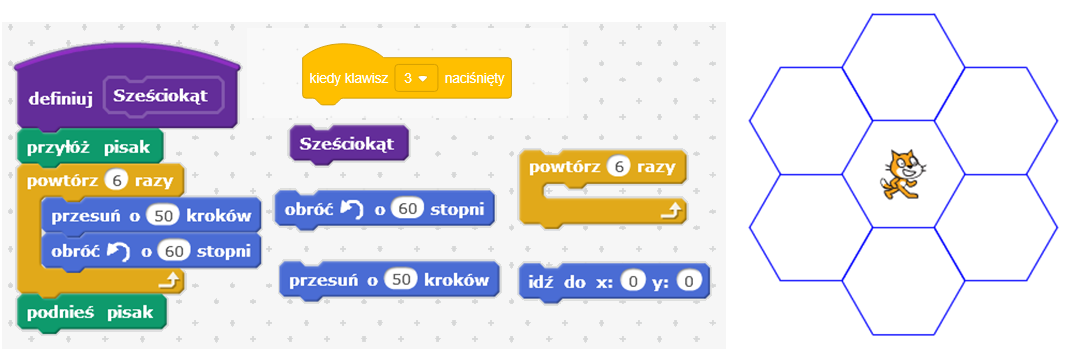 definiuj Sześciokąt
przyłóż pisak
powtórz 6 razy
przesuń o 50 kroków
obróć o 60 stopni
podnieś pisak
kiedy klawisz 3 naciśnięty
Sześciokąt
obróć o 60 stopni
przesuń o 50 kroków
powtórz 6 razy
idź do x: 0 y: 0